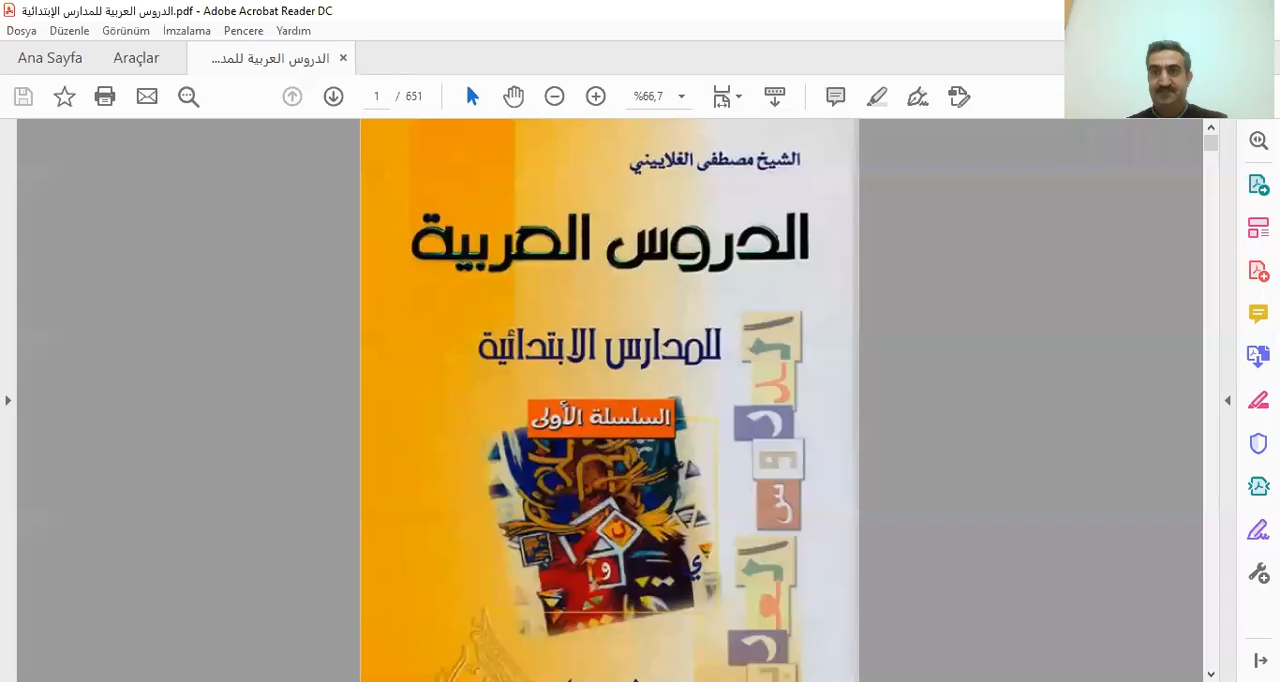 الدروس العربية للمدارس الإبتدائية.pdf - Adobe Acrobat Reader DC
Dosya Düzenle Görünüm İmzalama Pencere Yardım
Ana Sayfa Araçlar الدروس العربية للمد... ×
1 / 651 %66,7
الشيخ مصطفى الغلاييني
الدروس العربية
للمدارس الابتدائية
السلسلة الأولى